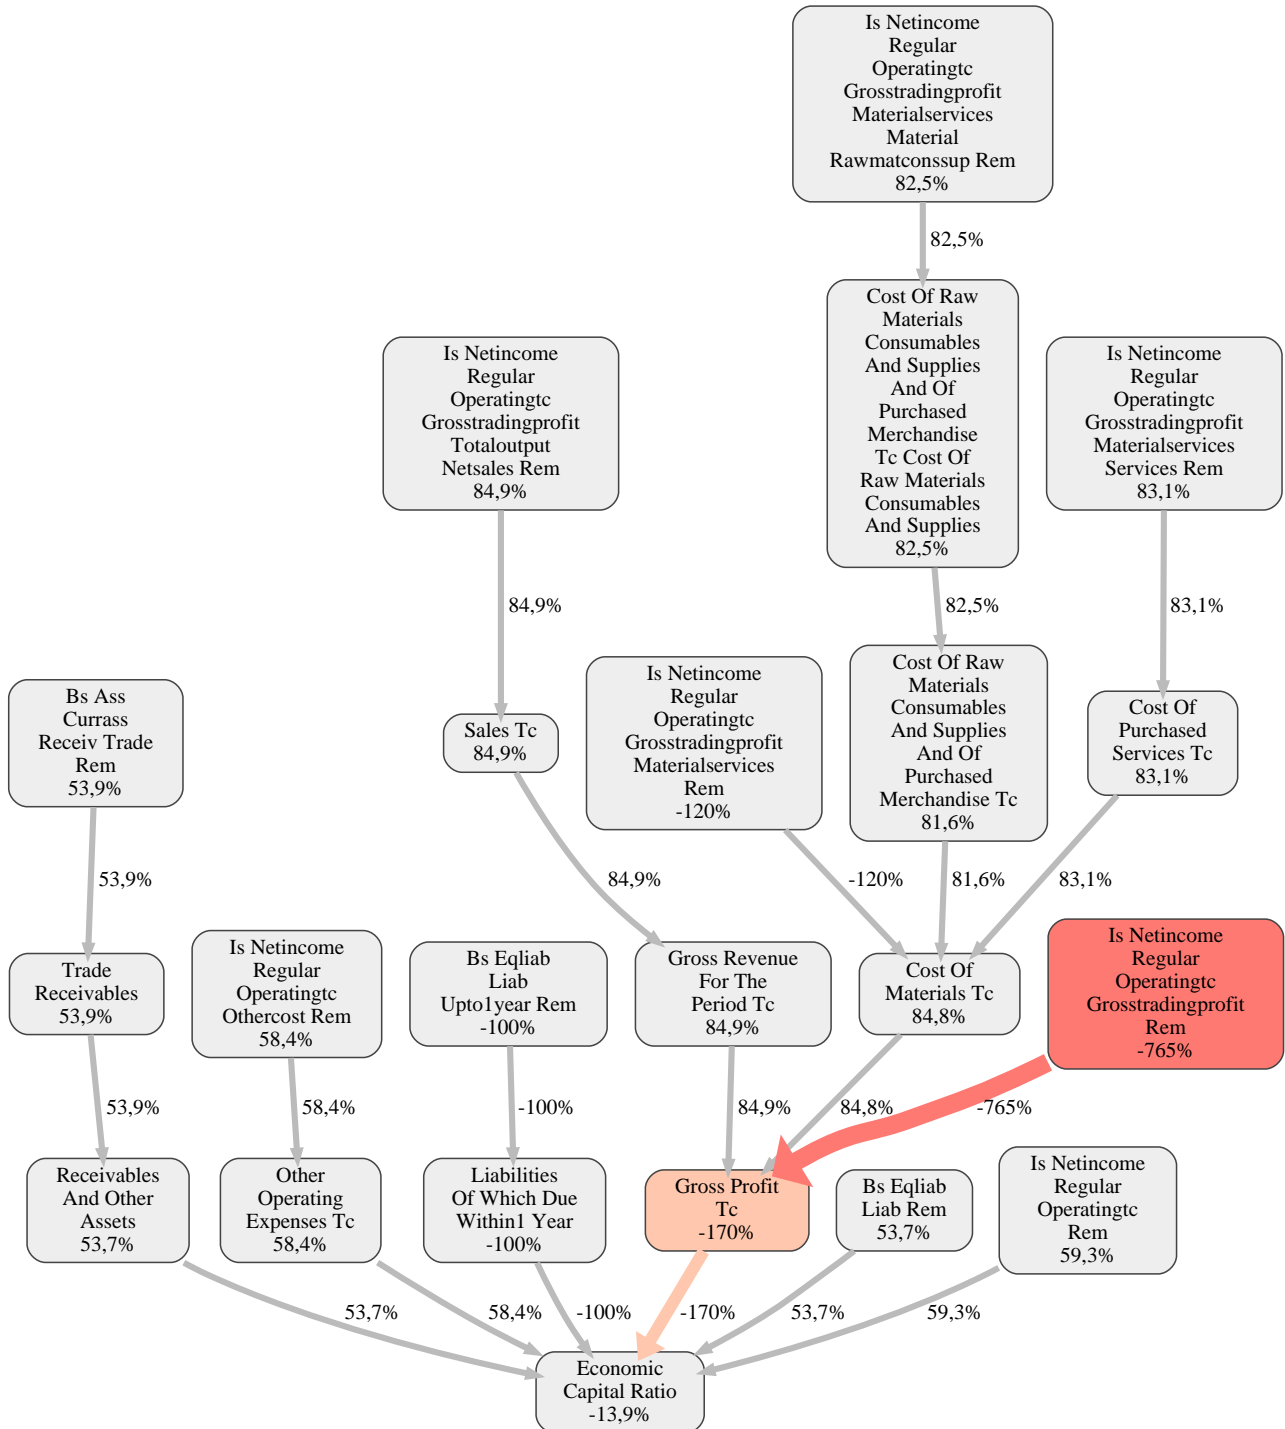 Is Netincome
Regular
Operatingtc
Grosstradingprofit
Materialservices
Material
Rawmatconssup Rem
82,5%
82,5%
Cost Of Raw
Materials
Consumables
And Supplies
And Of
Purchased
Merchandise
Tc Cost Of
Raw Materials
Consumables
And Supplies
82,5%
Is Netincome
Regular
Operatingtc
Grosstradingprofit
Totaloutput
Netsales Rem
84,9%
Is Netincome
Regular
Operatingtc
Grosstradingprofit
Materialservices
Services Rem
83,1%
84,9%
82,5%
83,1%
Bs Ass
Currass
Receiv Trade
Rem
53,9%
Sales Tc
84,9%
Is Netincome
Regular
Operatingtc
Grosstradingprofit
Materialservices
Rem
-120%
Cost Of Raw
Materials
Consumables
And Supplies
And Of
Purchased
Merchandise Tc
81,6%
Cost Of
Purchased
Services Tc
83,1%
53,9%
84,9%
-120%
81,6%
83,1%
Trade
Receivables
53,9%
Is Netincome
Regular
Operatingtc
Othercost Rem
58,4%
Bs Eqliab
Liab
Upto1year Rem
-100%
Gross Revenue
For The
Period Tc
84,9%
Cost Of
Materials Tc
84,8%
Is Netincome
Regular
Operatingtc
Grosstradingprofit
Rem
-765%
53,9%
58,4%
-100%
84,9%
84,8%
-765%
Receivables
And Other
Assets
53,7%
Other
Operating
Expenses Tc
58,4%
Liabilities
Of Which Due
Within1 Year
-100%
Gross Profit
Tc
-170%
Bs Eqliab
Liab Rem
53,7%
Is Netincome
Regular
Operatingtc
Rem
59,3%
53,7%
58,4%
-100%
-170%
53,7%
59,3%
Economic
Capital Ratio
-13,9%